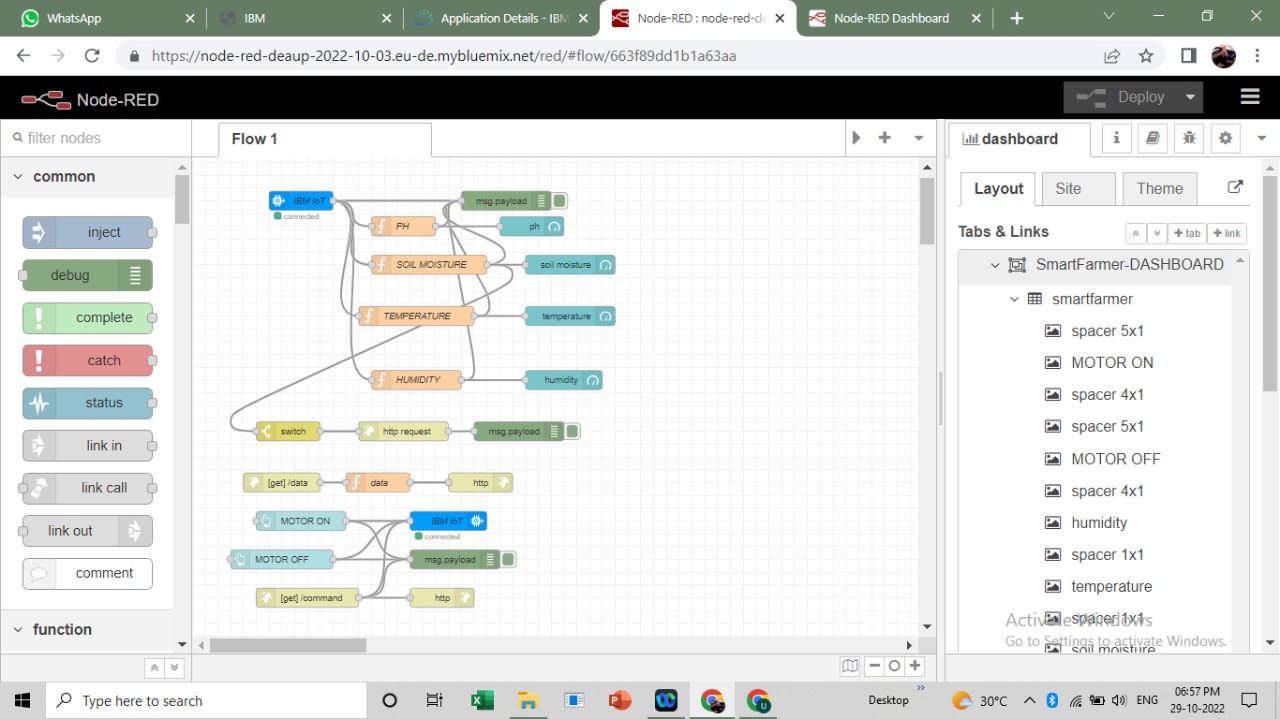 WhatsApp
IBM
Application Details - IBM
Node-RED : node-red-de
Node-RED Dashboard
https://node-red-deaup-2022-10-03.eu-de.mybluemix.net/red/#flow/663f89dd1b1a63aa
Node-RED
Deploy
filter nodes
Flow 1
dashboard
common
inject
debug
complete
catch
status
link in
link call
link out
comment
function
IBM IoT
connected
msg.payload
PH
ph
SOIL MOISTURE
soil moisture
TEMPERATURE
temperature
HUMIDITY
humidity
switch
http request
msg.payload
[get] /data
data
http
MOTOR ON
IBM IoT
connected
MOTOR OFF
msg.payload
[get] /command
http
Layout
Site
Theme
Tabs & Links
tab
link
SmartFarmer-DASHBOARD
smartfarmer
spacer 5x1
MOTOR ON
spacer 4x1
spacer 5x1
MOTOR OFF
spacer 4x1
humidity
spacer 1x1
temperature
spacer 1x1
soil moisture
Activate Windows
Go to Settings to activate Windows.
Type here to search
Desktop
30°C
ENG
06:57 PM
29-10-2022